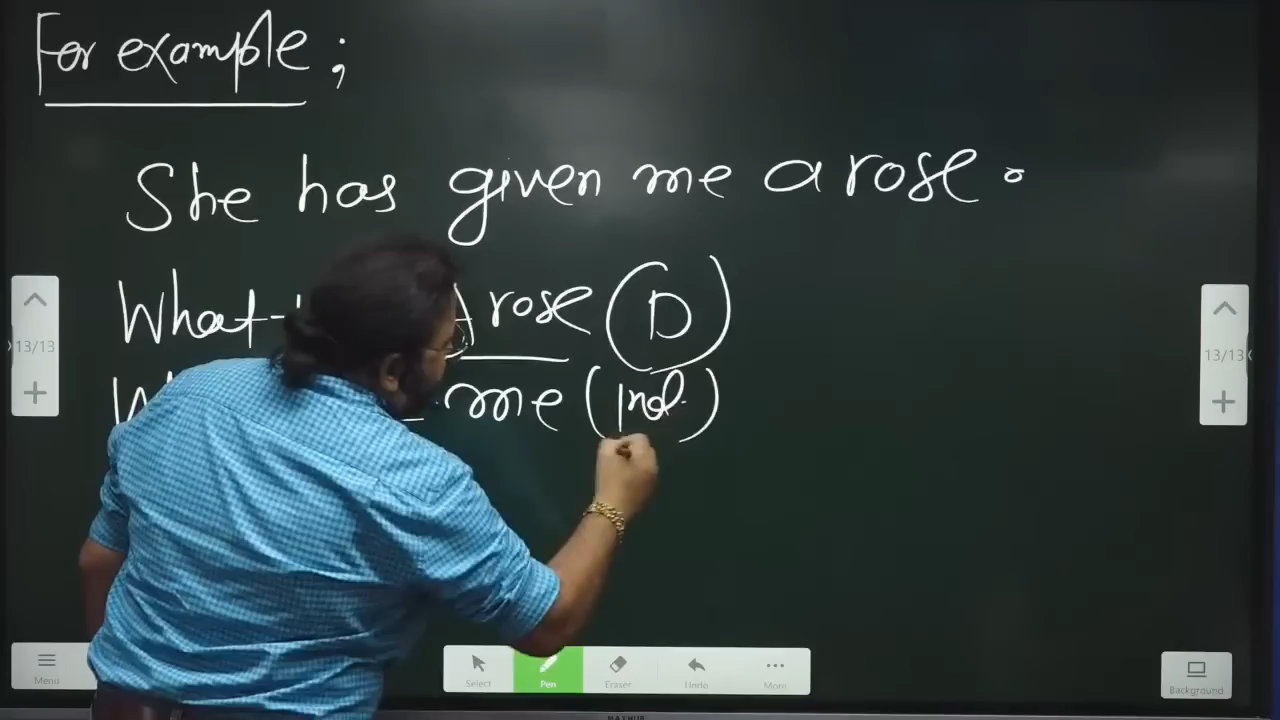 For example ;
She has given me a rose .
What A rose ( D )
me ( Ind. )
13/13
13/13
Menu
Select Pen Eraser Undo More
Background
MAXHUB